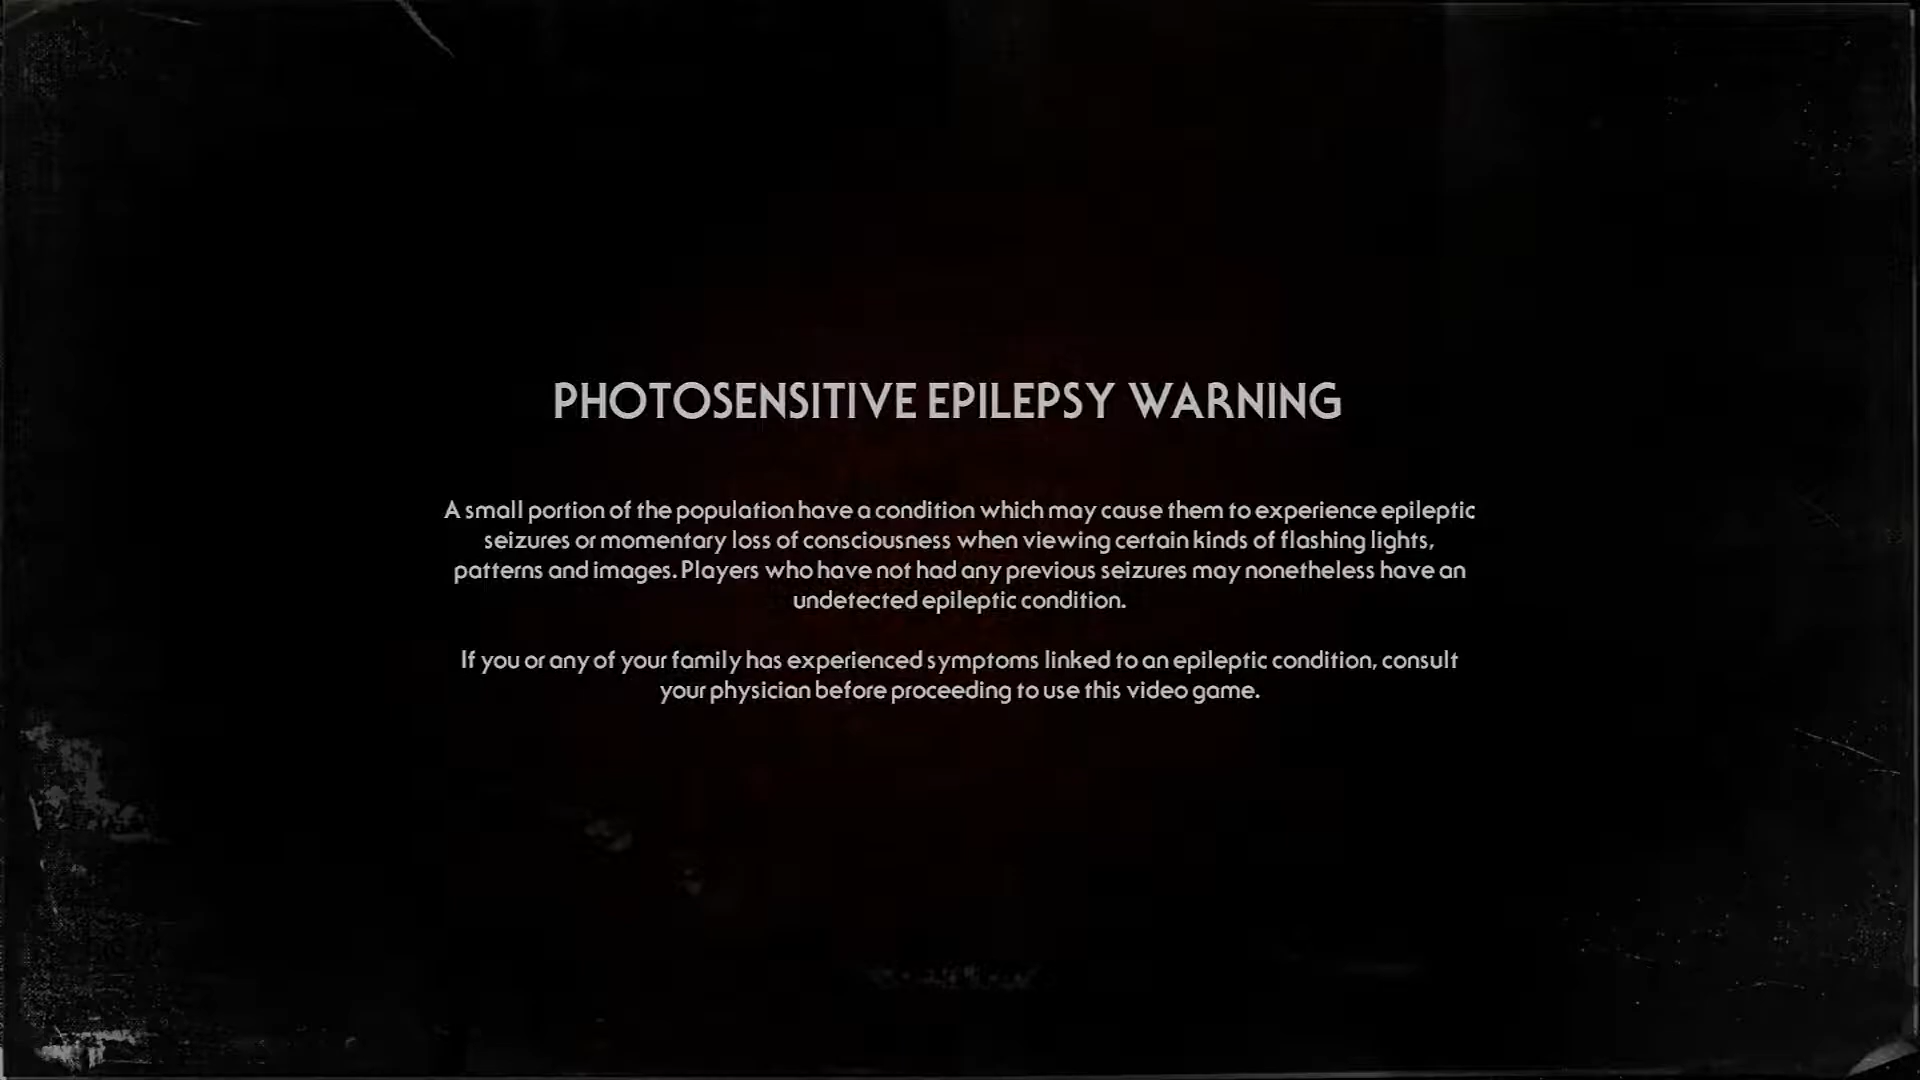 PHOTOSENSITIVE EPILEPSY WARNING
A small portion of the population have a condition which may cause them to experience epileptic
seizures or momentary loss of consciousness when viewing certain kinds of flashing lights,
patterns and images. Players who have not had any previous seizures may nonetheless have an
undetected epileptic condition.
If you or any of your family has experienced symptoms linked to an epileptic condition, consult
your physician before proceeding to use this video game.